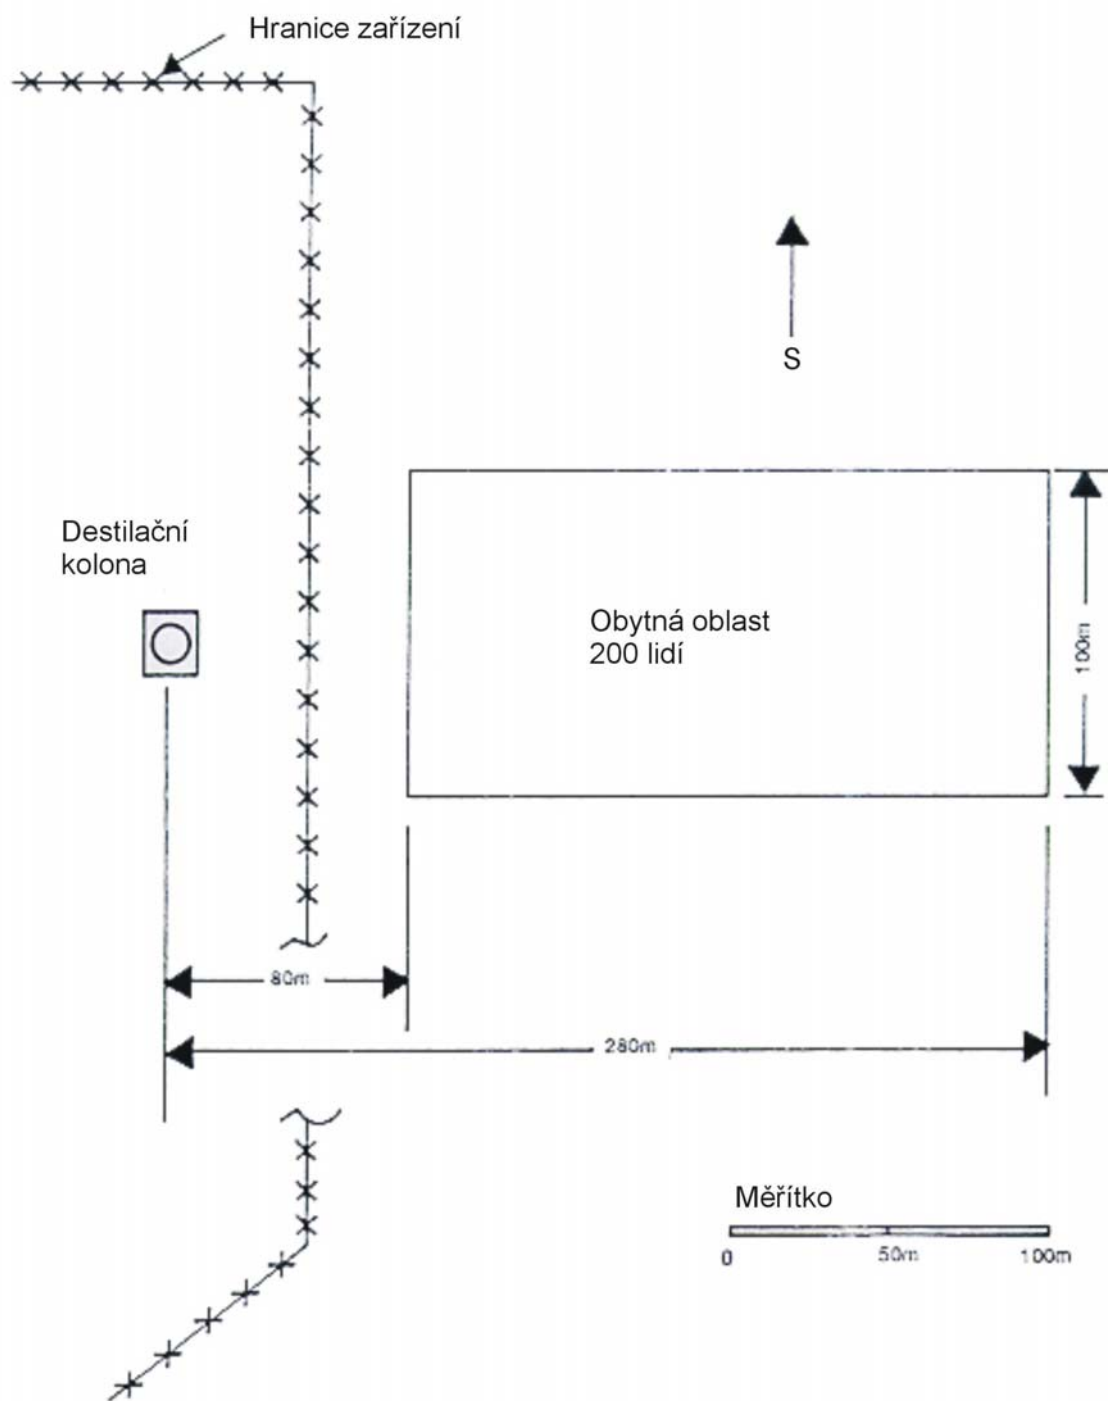 Hranice zařízení
S
Destilační
kolona
Obytná oblast
200 lidí
100m
80m
280m
Měřítko
0 50m 100m